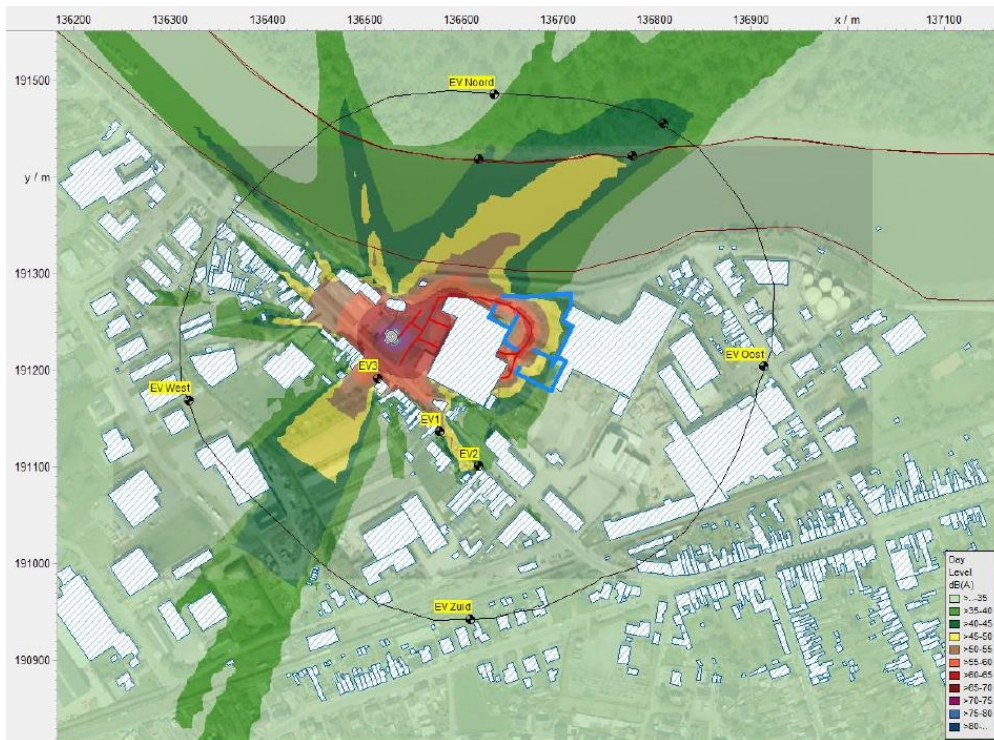 136200 136320 136400 136500 136600 136700 136800 136900 x / m 137100
191500
EV Noord
y / m
191300
191200
EV3
EV Oost
EV West
EV1
191100
EV2
191000
EV Zuid
190900
Day
Level
dB(A)
>...-35
>35-40
>40-45
>45-50
>50-55
>55-60
>60-65
>65-70
>70-75
>75-80
>80-...